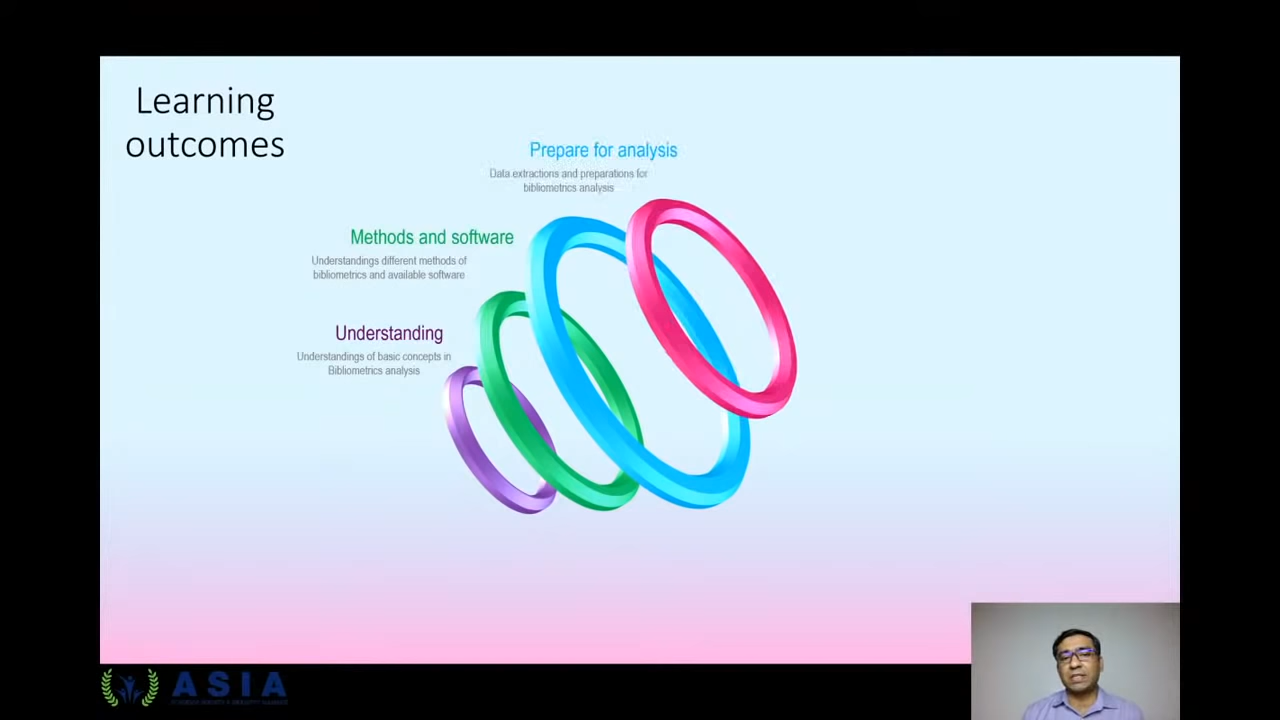 Learning
outcomes
Prepare for analysis
Data extractions and preparations for
bibliometrics analysis
Methods and software
Understandings different methods of
bibliometrics and available software
Understanding
Understandings of basic concepts in
Bibliometrics analysis
ASIA